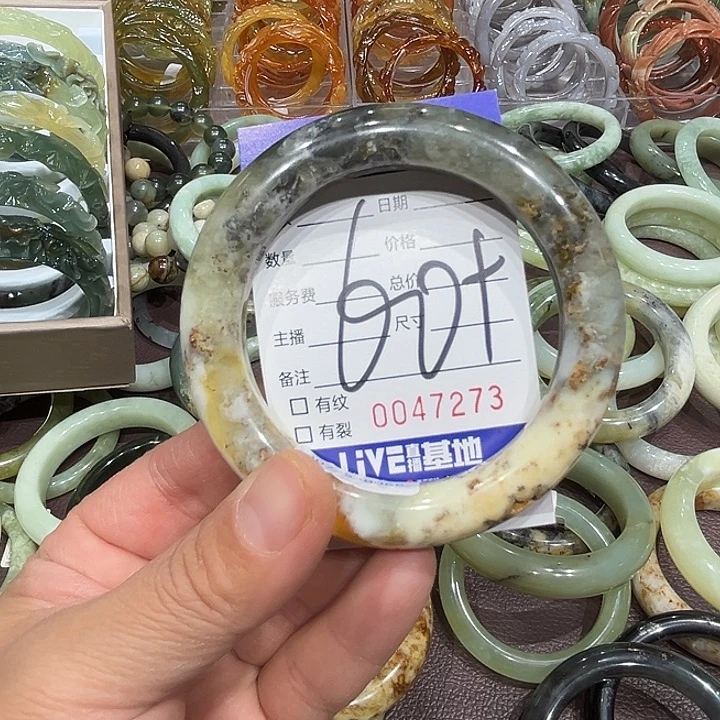 日期
数量 价格
服务费 总价
主播 尺寸
备注
60f
有纹 0047273
有裂
LiVE直播基地